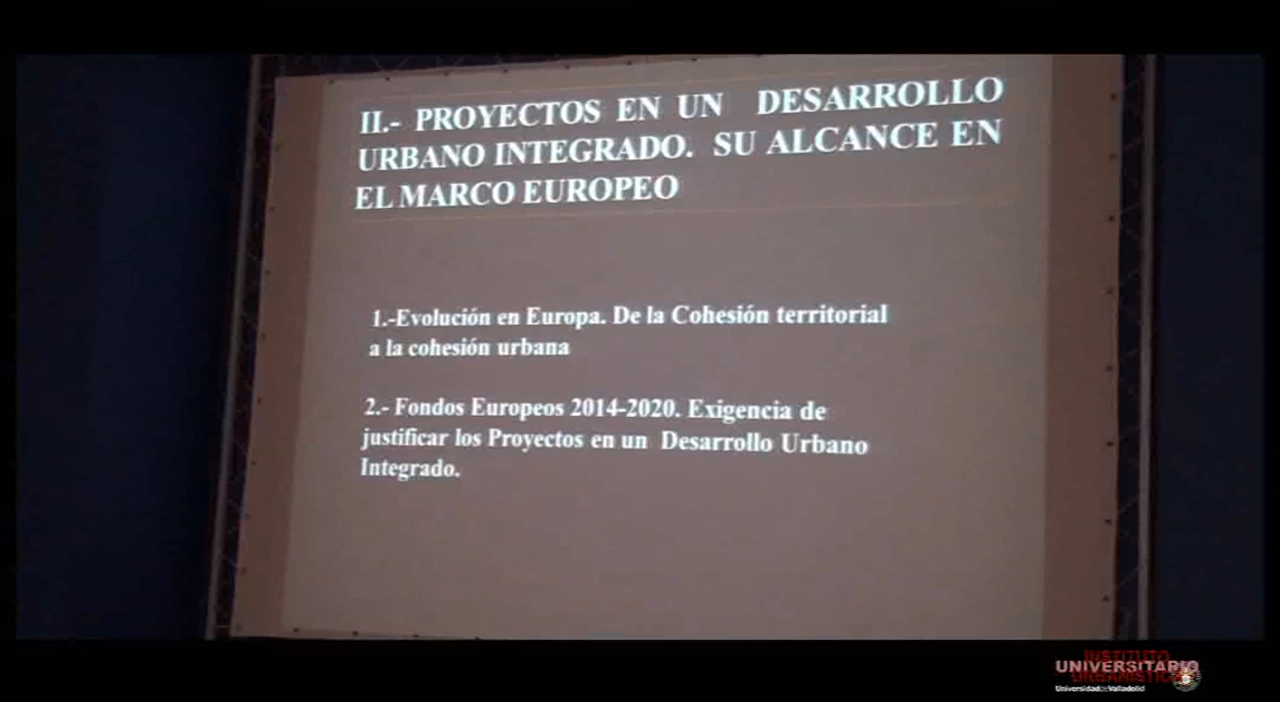 II.- PROYECTOS EN UN DESARROLLO
URBANO INTEGRADO. SU ALCANCE EN
EL MARCO EUROPEO
1.-Evolución en Europa. De la Cohesión territorial
a la cohesión urbana
2.- Fondos Europeos 2014-2020. Exigencia de
justificar los Proyectos en un Desarrollo Urbano
Integrado.
INSTITUTO
UNIVERSITARIO
URBANÍSTICA
Universidad de Valladolid